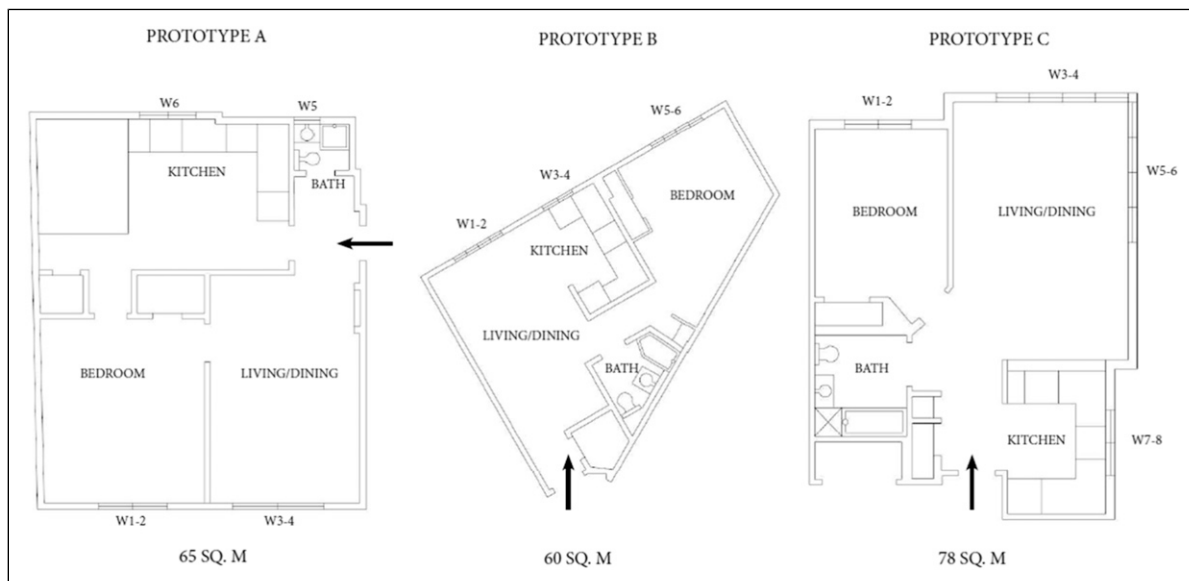 PROTOTYPE A
W6
W5
KITCHEN
BATH
BEDROOM
LIVING/DINING
W1-2
W3-4
65 SQ. M
PROTOTYPE B
W5-6
W3-4
W1-2
BEDROOM
KITCHEN
LIVING/DINING
BATH
60 SQ. M
PROTOTYPE C
W3-4
W1-2
W5-6
BEDROOM
LIVING/DINING
BATH
KITCHEN
W7-8
78 SQ. M